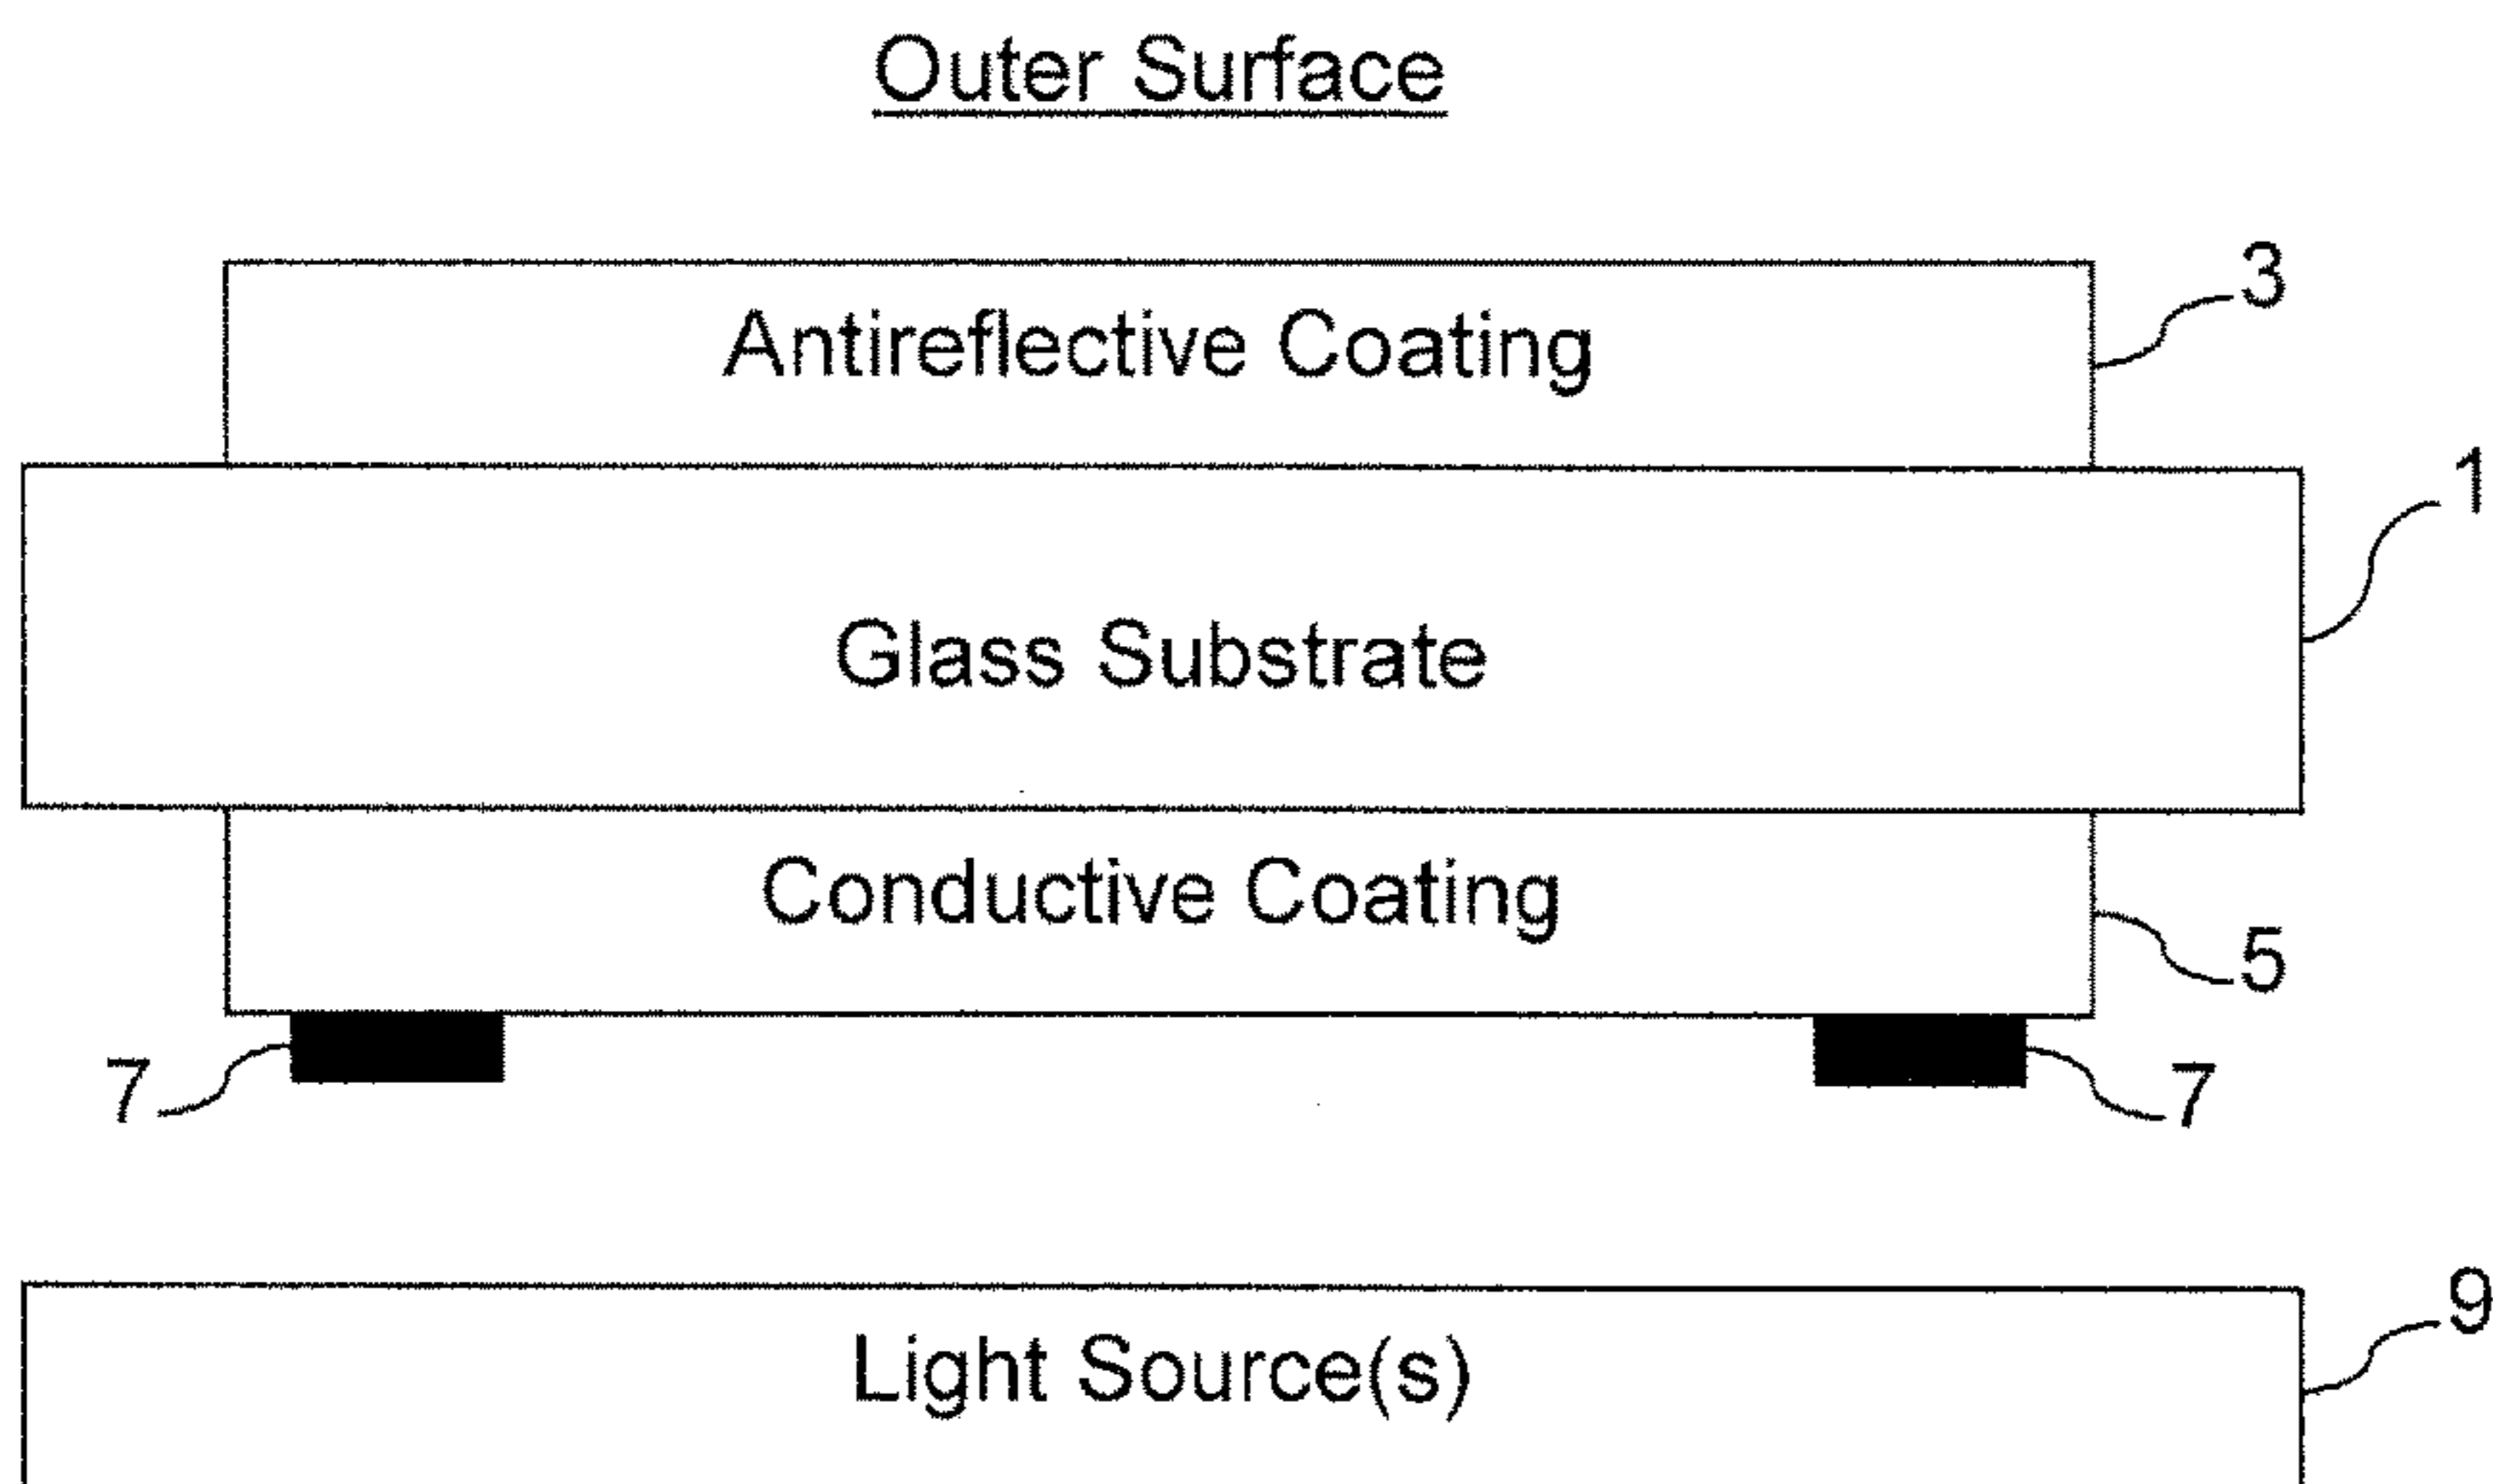 Outer Surface
3
Antireflective Coating
1
Glass Substrate
Conductive Coating
5
7
7
9
Light Source(s)